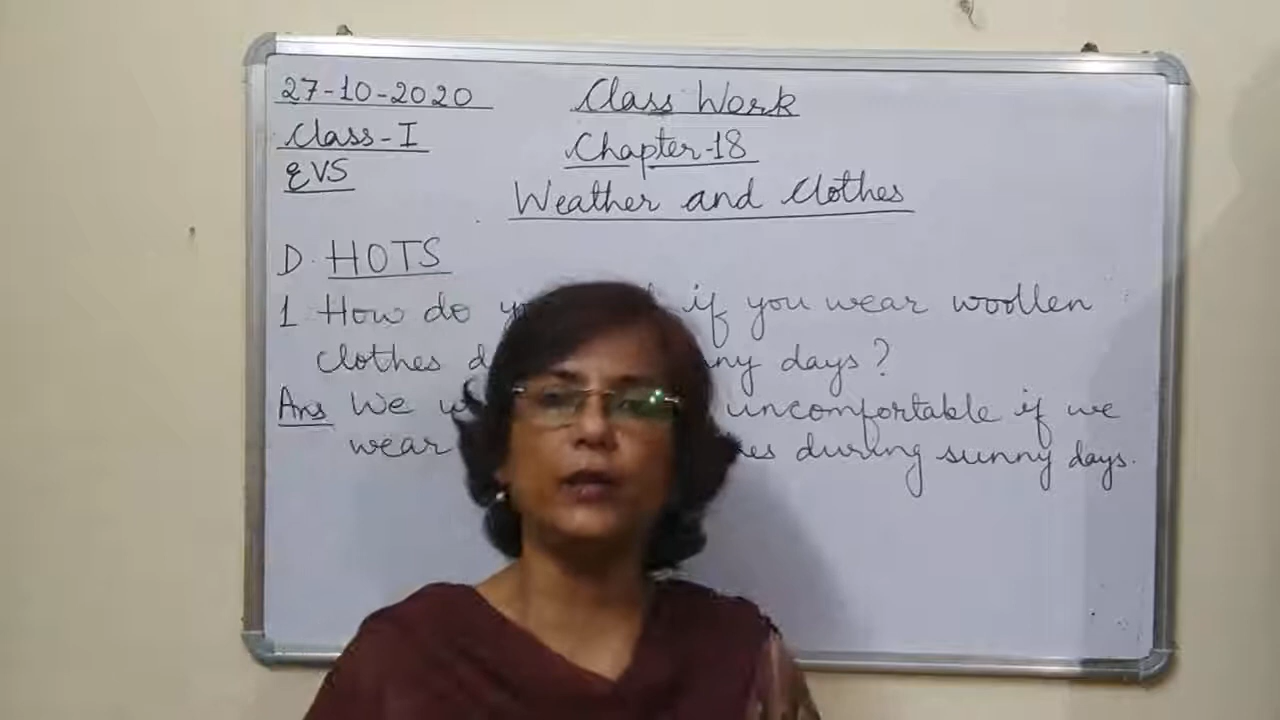 27-10-2020
Class Work
Class-I
Chapter-18
EVS
Weather and Clothes
D. HOTS
1 How do if you wear woollen
clothes days?
Ans We uncomfortable if we
wear during sunny days.